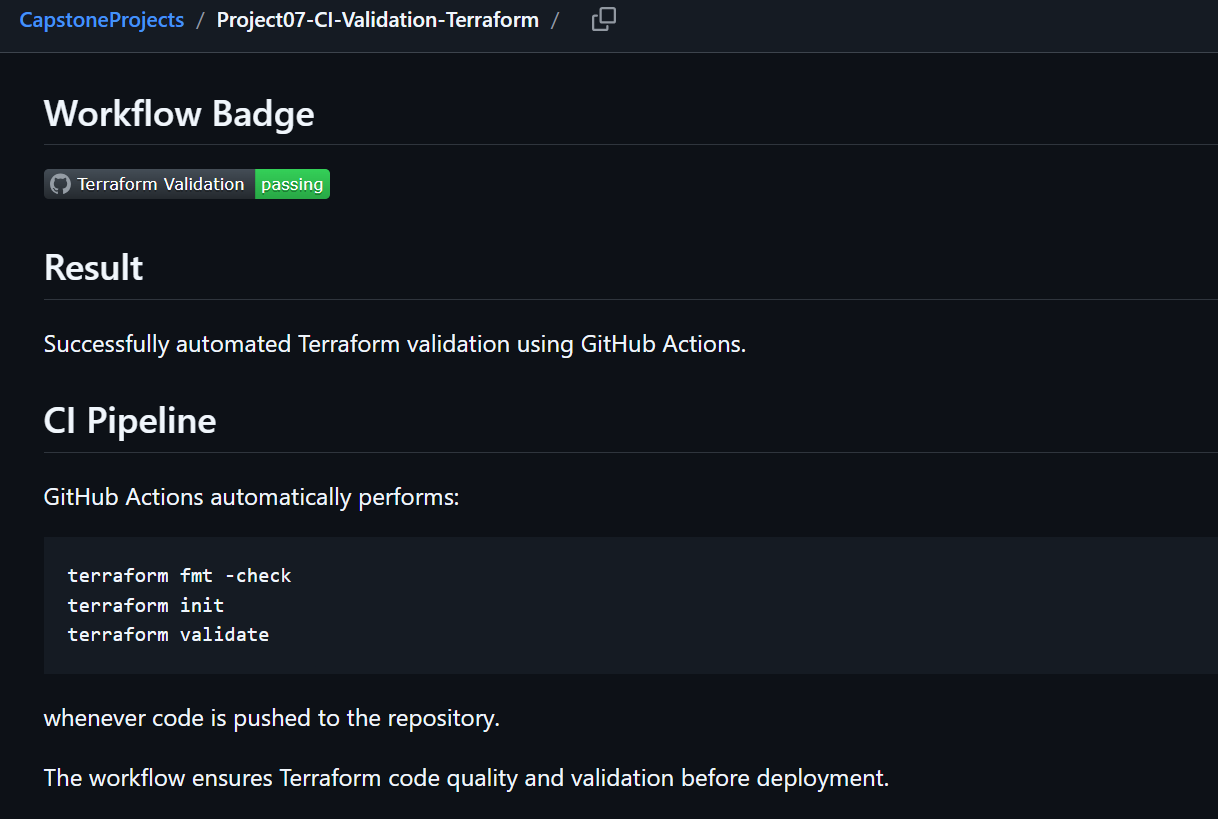 CapstoneProjects / Project07-CI-Validation-Terraform /
Workflow Badge
Terraform Validation passing
Result
Successfully automated Terraform validation using GitHub Actions.
CI Pipeline
GitHub Actions automatically performs:
terraform fmt -check
terraform init
terraform validate
whenever code is pushed to the repository.
The workflow ensures Terraform code quality and validation before deployment.